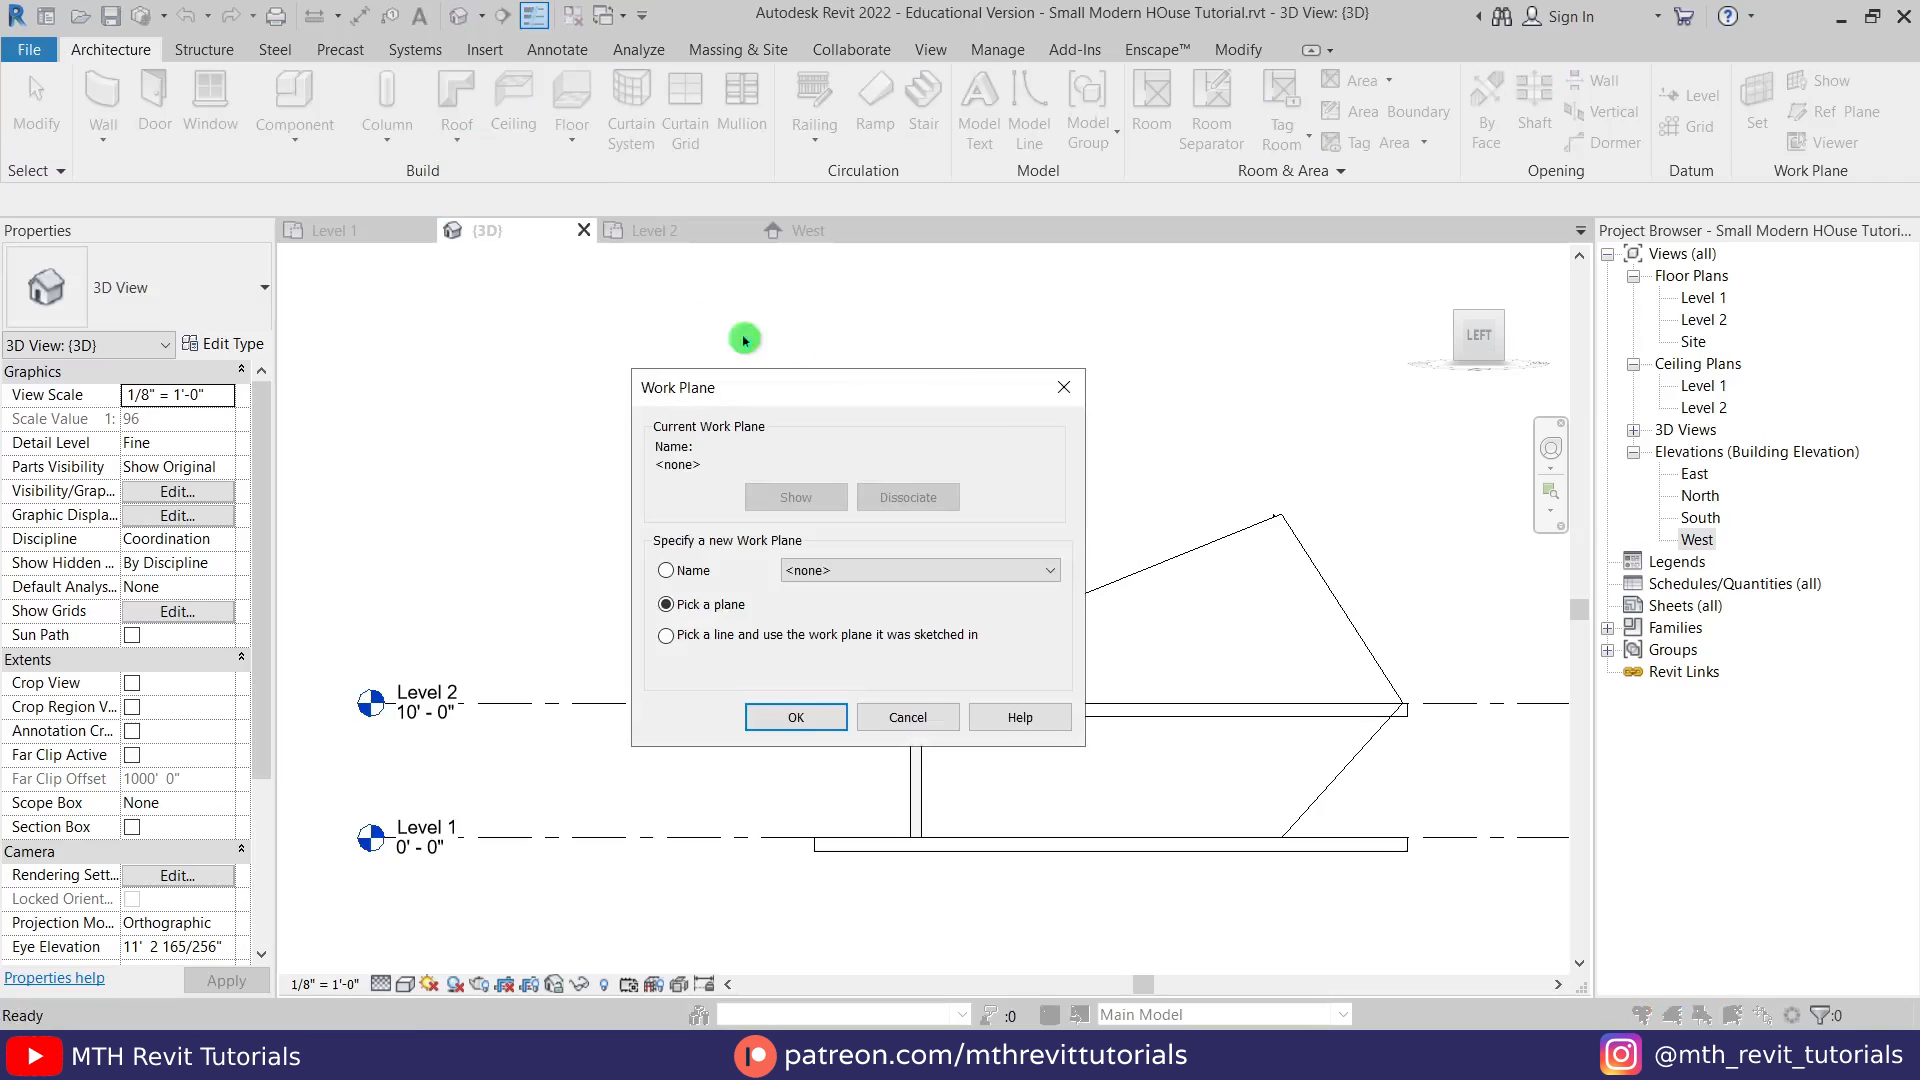 Autodesk Revit 2022 - Educational Version - Small Modern HOuse Tutorial.rvt - 3D View: {3D}
Sign In
File Architecture Structure Steel Precast Systems Insert Annotate Analyze Massing & Site Collaborate View Manage Add-Ins Enscape™ Modify
Modify Wall Door Window Component Column Roof Ceiling Floor Curtain System Curtain Grid Mullion Railing Ramp Stair Model Text Model Line Model Group Room Room Separator Tag Room Area Area Boundary Tag Area By Face Shaft Wall Vertical Dormer Level Grid Set Show Ref Plane Viewer
Select Build Circulation Model Room & Area Opening Datum Work Plane
Properties
3D View
3D View: {3D} Edit Type
Graphics
View Scale 1/8" = 1'-0"
Scale Value 1: 96
Detail Level Fine
Parts Visibility Show Original
Visibility/Grap... Edit...
Graphic Displa... Edit...
Discipline Coordination
Show Hidden ... By Discipline
Default Analys... None
Show Grids Edit...
Sun Path
Extents
Crop View
Crop Region V...
Annotation Cr...
Far Clip Active
Far Clip Offset 1000' 0"
Scope Box None
Section Box
Camera
Rendering Sett... Edit...
Locked Orient...
Projection Mo... Orthographic
Eye Elevation 11' 2 165/256"
Properties help Apply
Level 1 {3D} Level 2 West
LEFT
Level 2
10' - 0"
Level 1
0' - 0"
Work Plane
Current Work Plane
Name:
<none>
Show Dissociate
Specify a new Work Plane
Name <none>
Pick a plane
Pick a line and use the work plane it was sketched in
OK Cancel Help
1/8" = 1'-0"
Project Browser - Small Modern HOuse Tutori...
Views (all)
Floor Plans
Level 1
Level 2
Site
Ceiling Plans
Level 1
Level 2
3D Views
Elevations (Building Elevation)
East
North
South
West
Legends
Schedules/Quantities (all)
Sheets (all)
Families
Groups
Revit Links
Ready :0 Main Model :0
MTH Revit Tutorials patreon.com/mthrevittutorials @mth_revit_tutorials